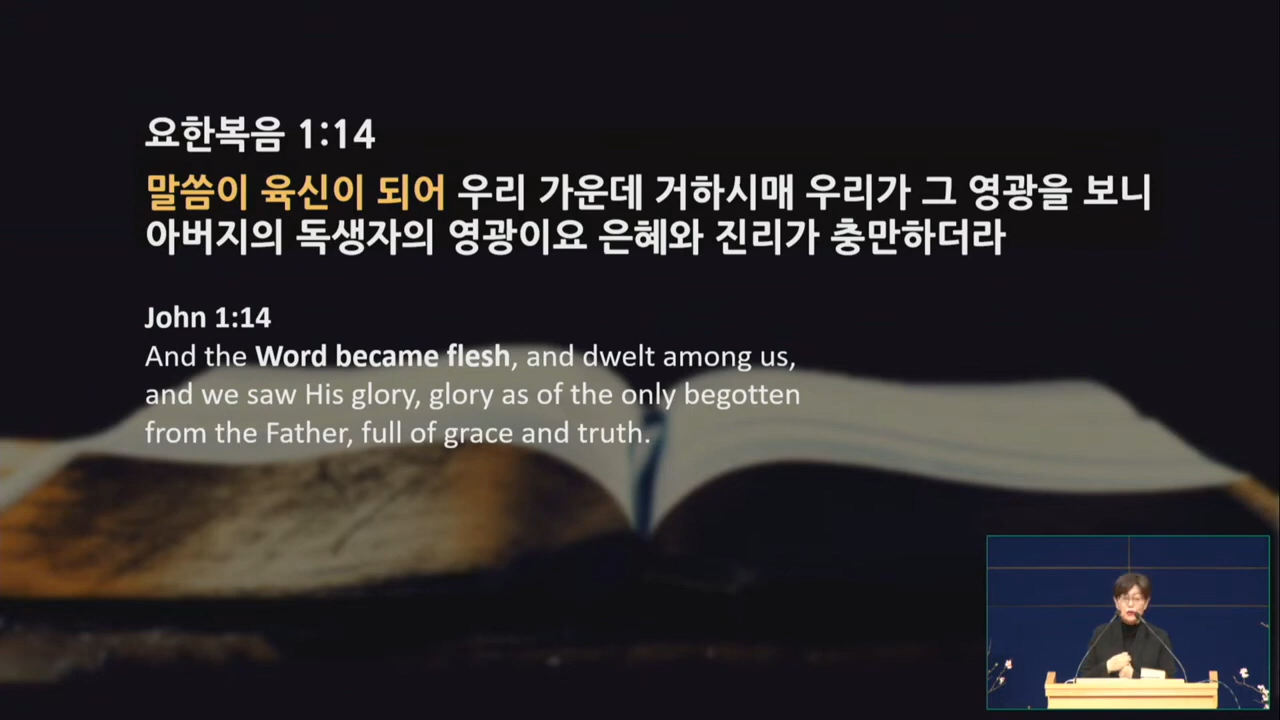 요한복음 1:14
말씀이 육신이 되어 우리 가운데 거하시매 우리가 그 영광을 보니
아버지의 독생자의 영광이요 은혜와 진리가 충만하더라
John 1:14
And the Word became flesh, and dwelt among us,
and we saw His glory, glory as of the only begotten
from the Father, full of grace and truth.